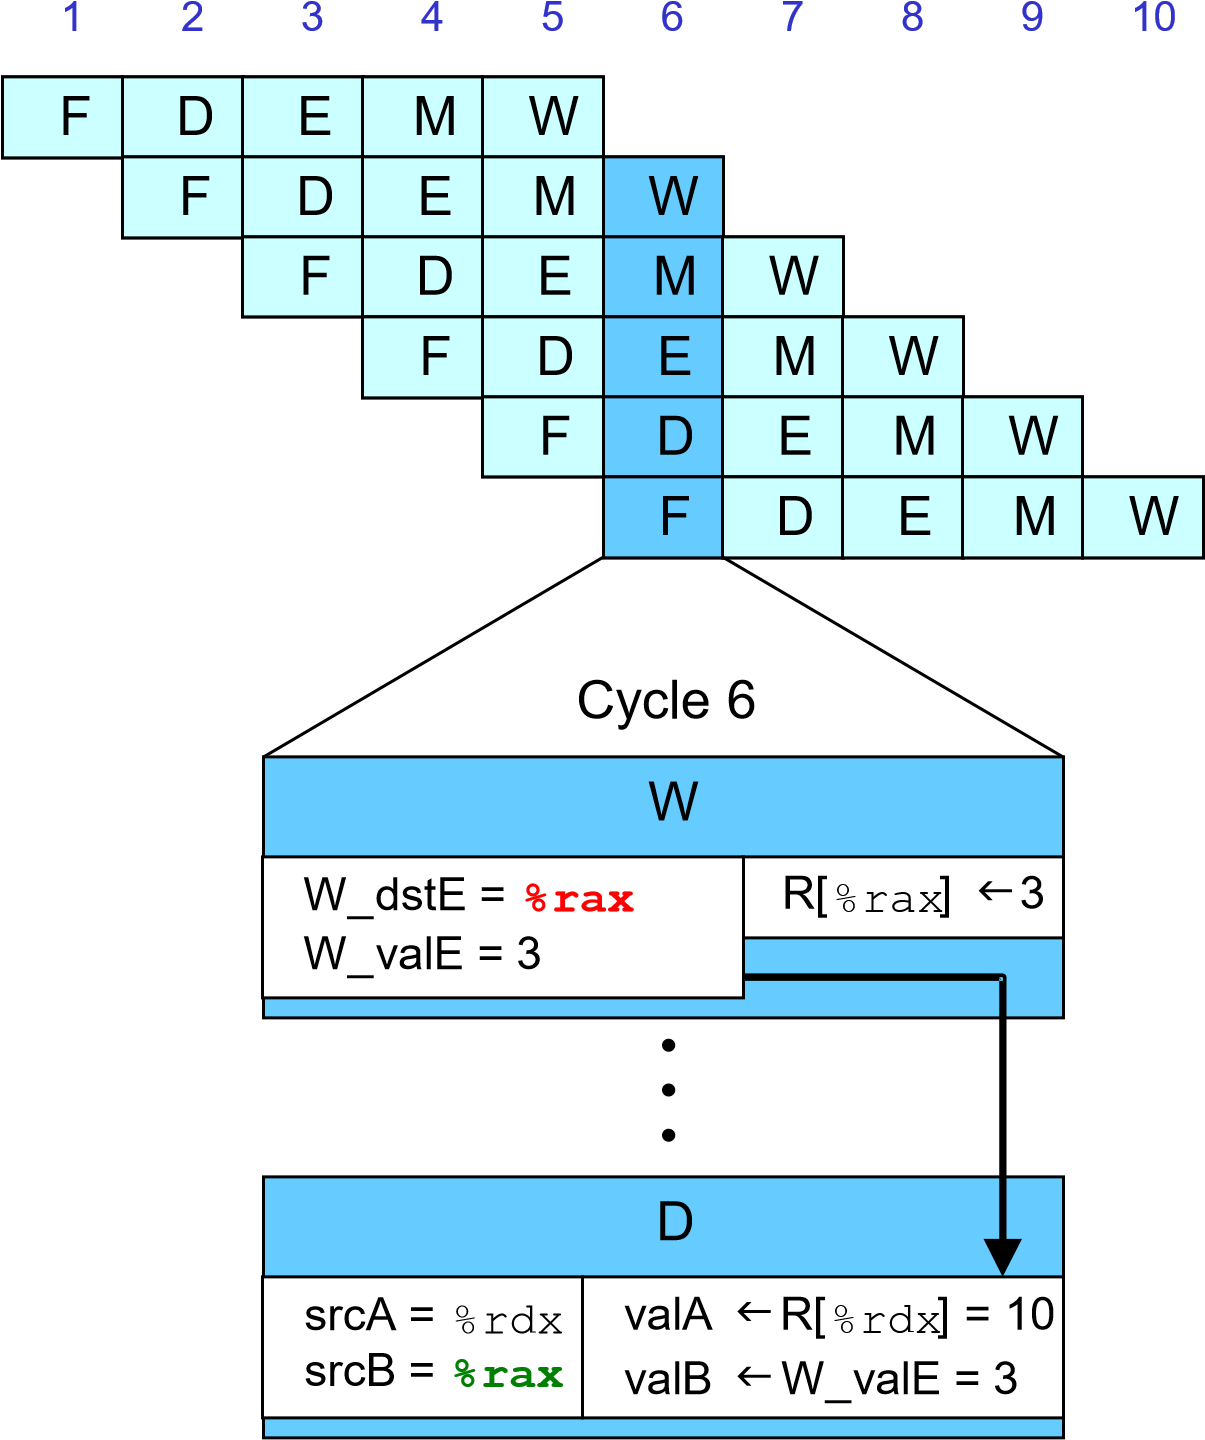 1 2 3 4 5 6 7 8 9 10
F D E M W
F D E M W
F D E M W
F D E M W
F D E M W
F D E M W
Cycle 6
W
W_dstE = %rax
W_valE = 3
R[%rax] ←3
D
srcA = %rdx
srcB = %rax
valA ←R[%rdx] = 10
valB ←W_valE = 3